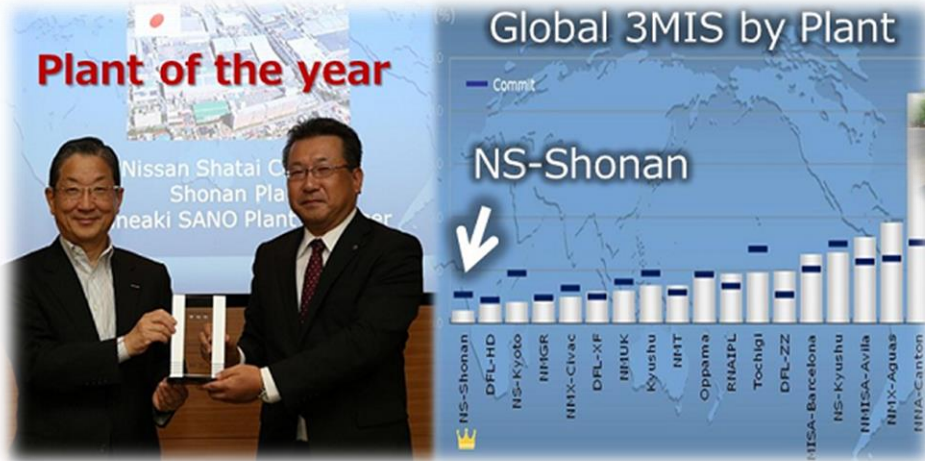 Plant of the year
Nissan Shatai C
Shonan Pla
neaki SANO Plant
er
Global 3MIS by Plant
Commit
NS-Shonan
NS-Shonan
DFL-HD
NS-Kyoto
NMGR
NMX-Civac
DFL-XF
NMUK
Kyushu
NMT
Oppama
RNAIPL
Tochigi
DFL-ZZ
MISA-Barcelona
NS-Kyushu
NMISA-Avila
NMX-Aguas
NNA-Canton